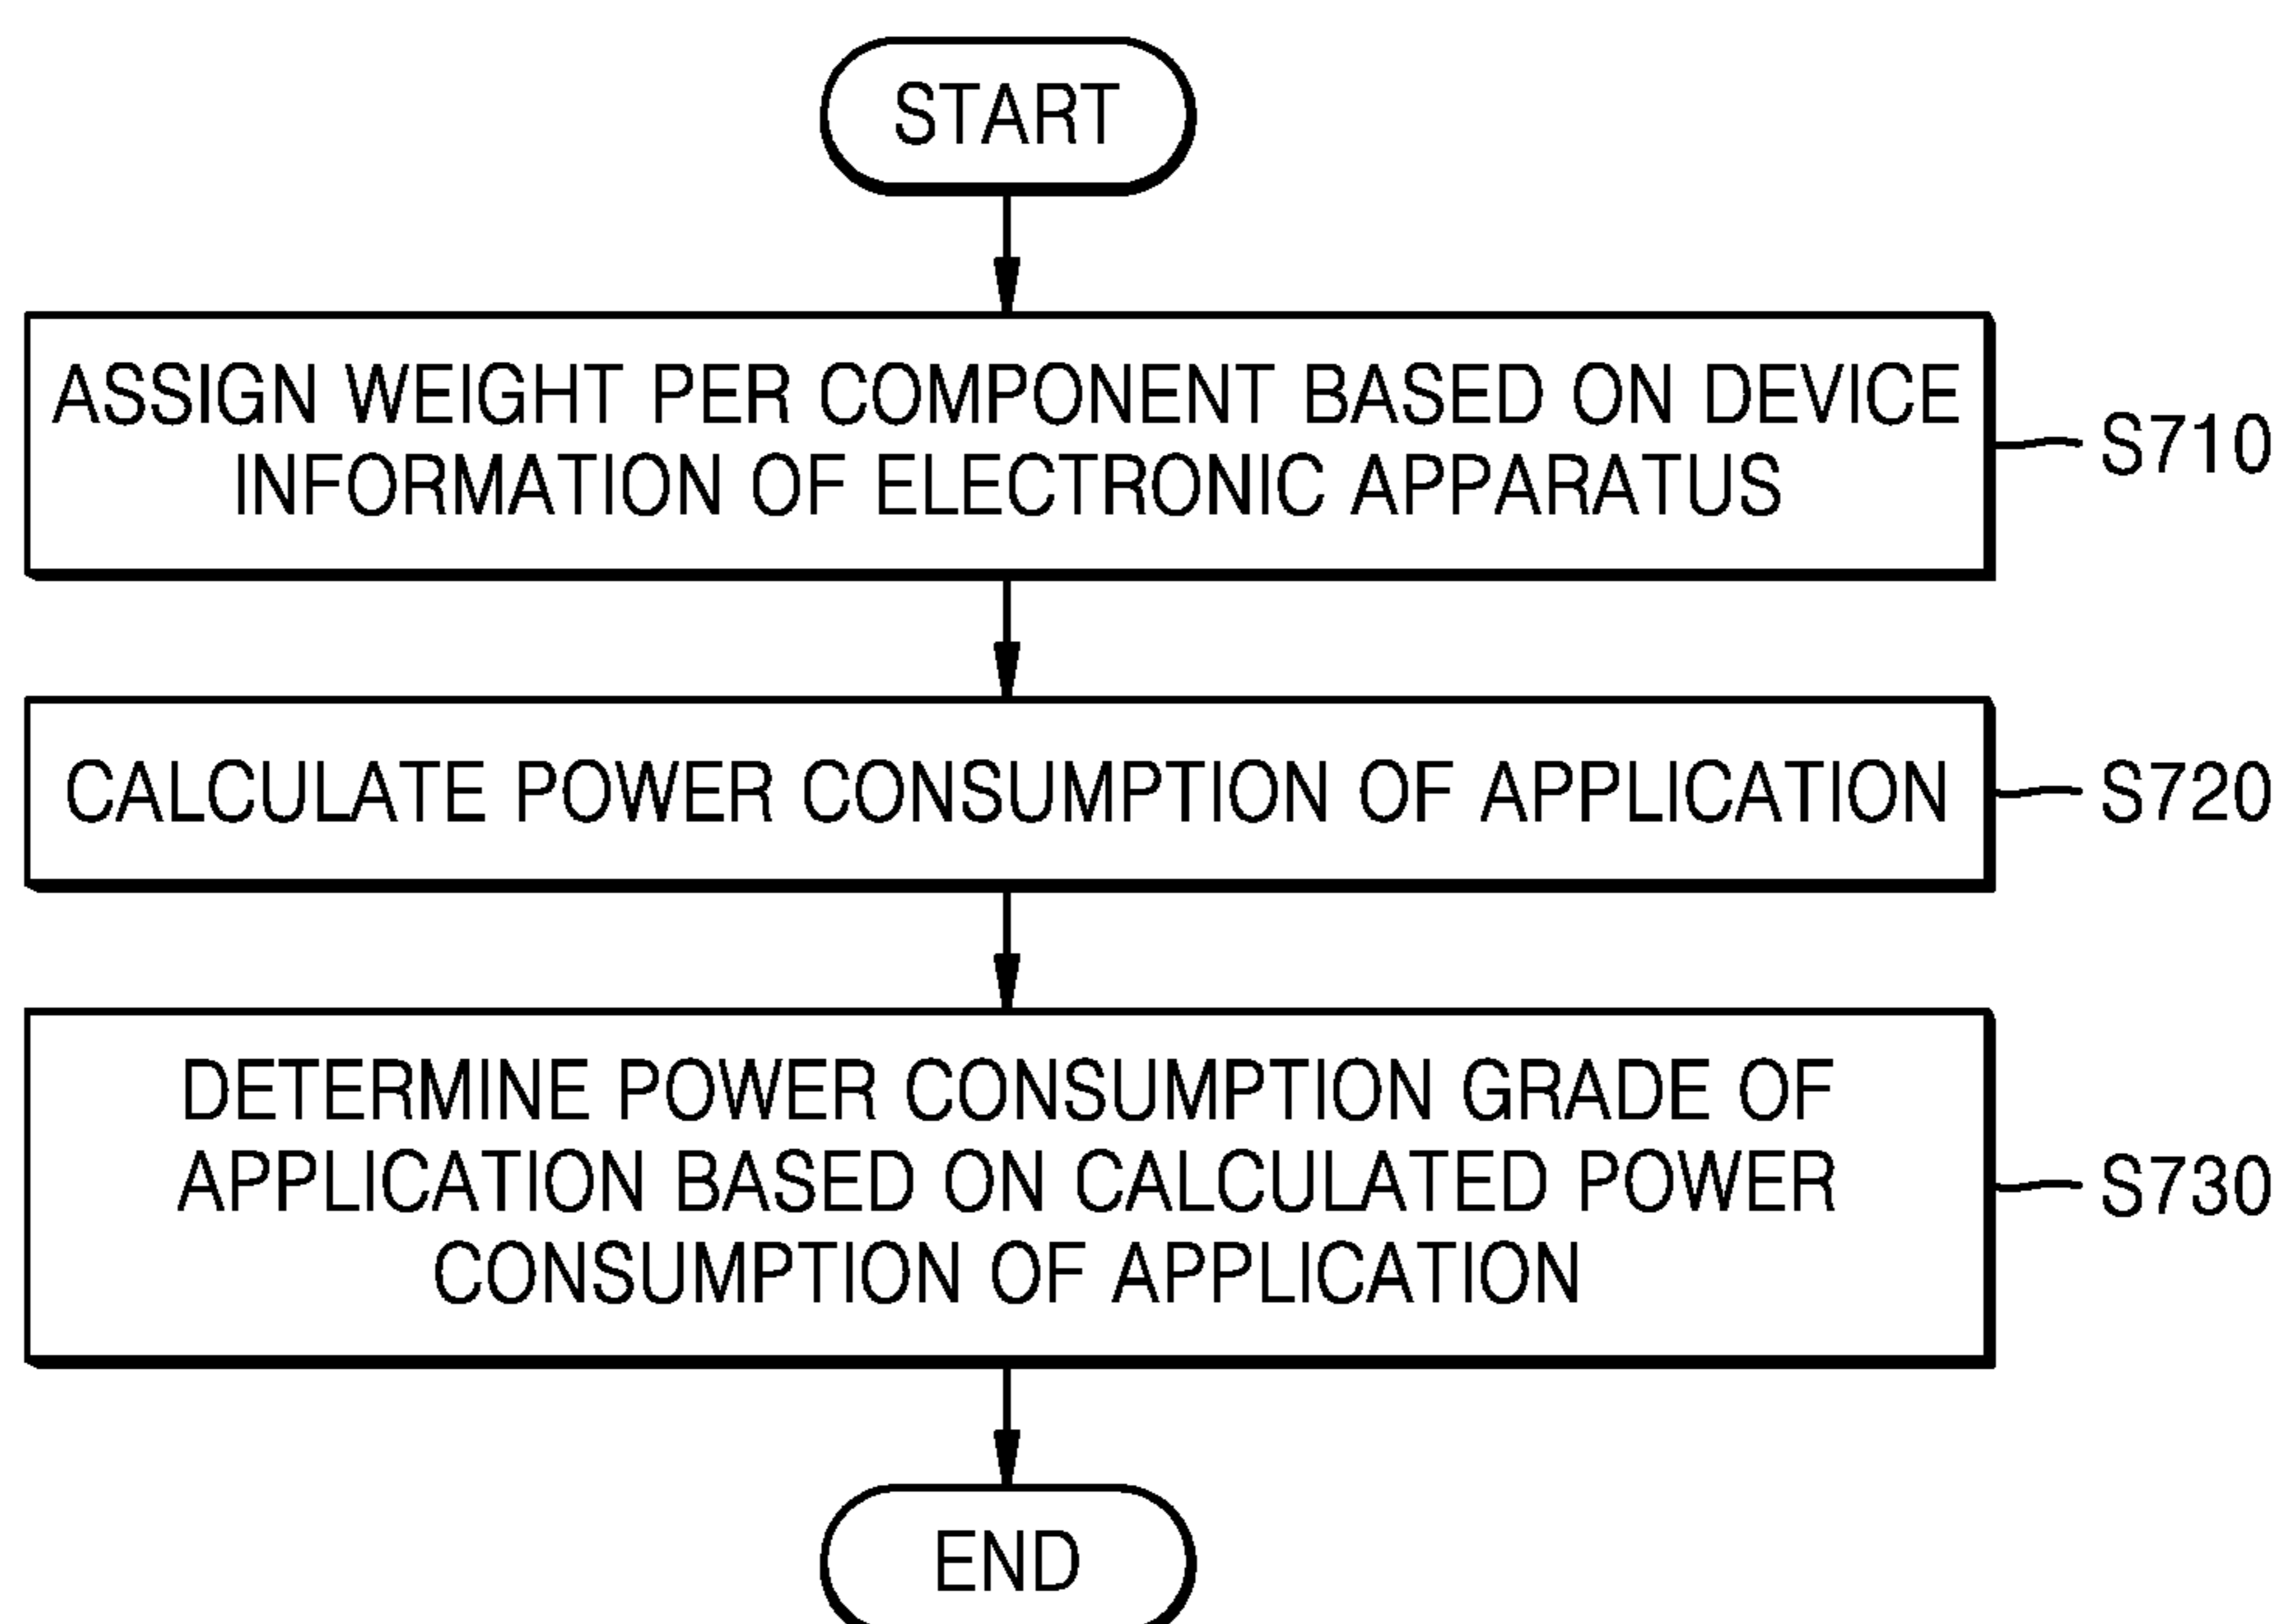 START
ASSIGN WEIGHT PER COMPONENT BASED ON DEVICE
INFORMATION OF ELECTRONIC APPARATUS
S710
CALCULATE POWER CONSUMPTION OF APPLICATION
S720
DETERMINE POWER CONSUMPTION GRADE OF
APPLICATION BASED ON CALCULATED POWER
CONSUMPTION OF APPLICATION
S730
END